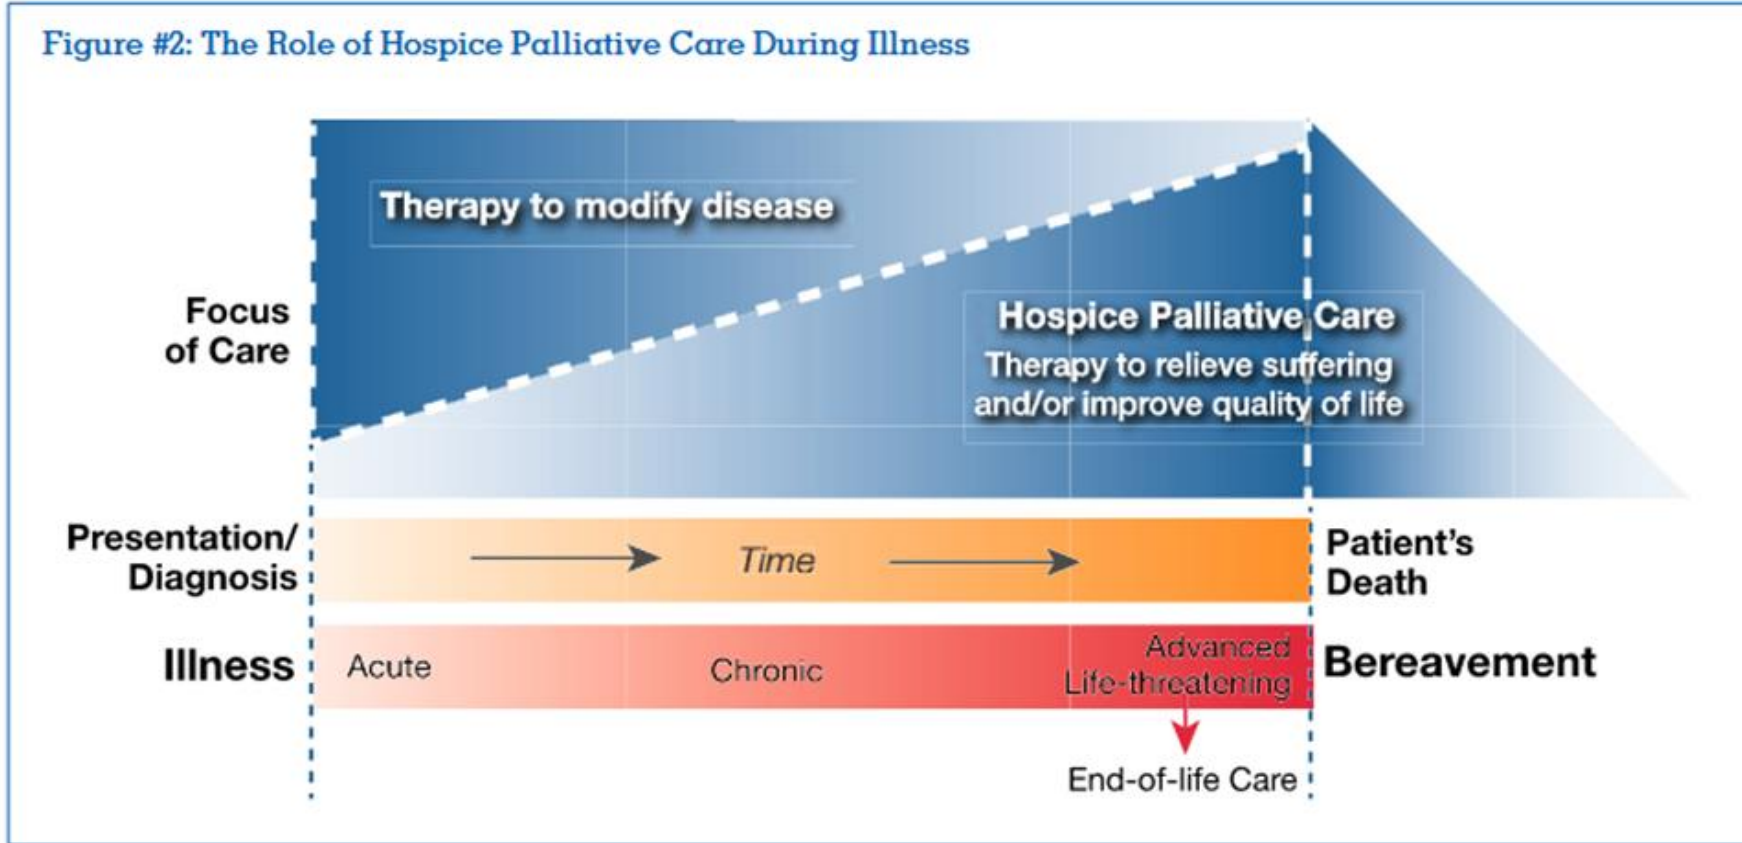 Figure #2: The Role of Hospice Palliative Care During Illness
Therapy to modify disease
Focus
of Care
Hospice Palliative Care
Therapy to relieve suffering
and/or improve quality of life
Presentation/
Diagnosis
Time
Patient's
Death
Illness
Acute
Chronic
Advanced
Life-threatening
Bereavement
End-of-life Care